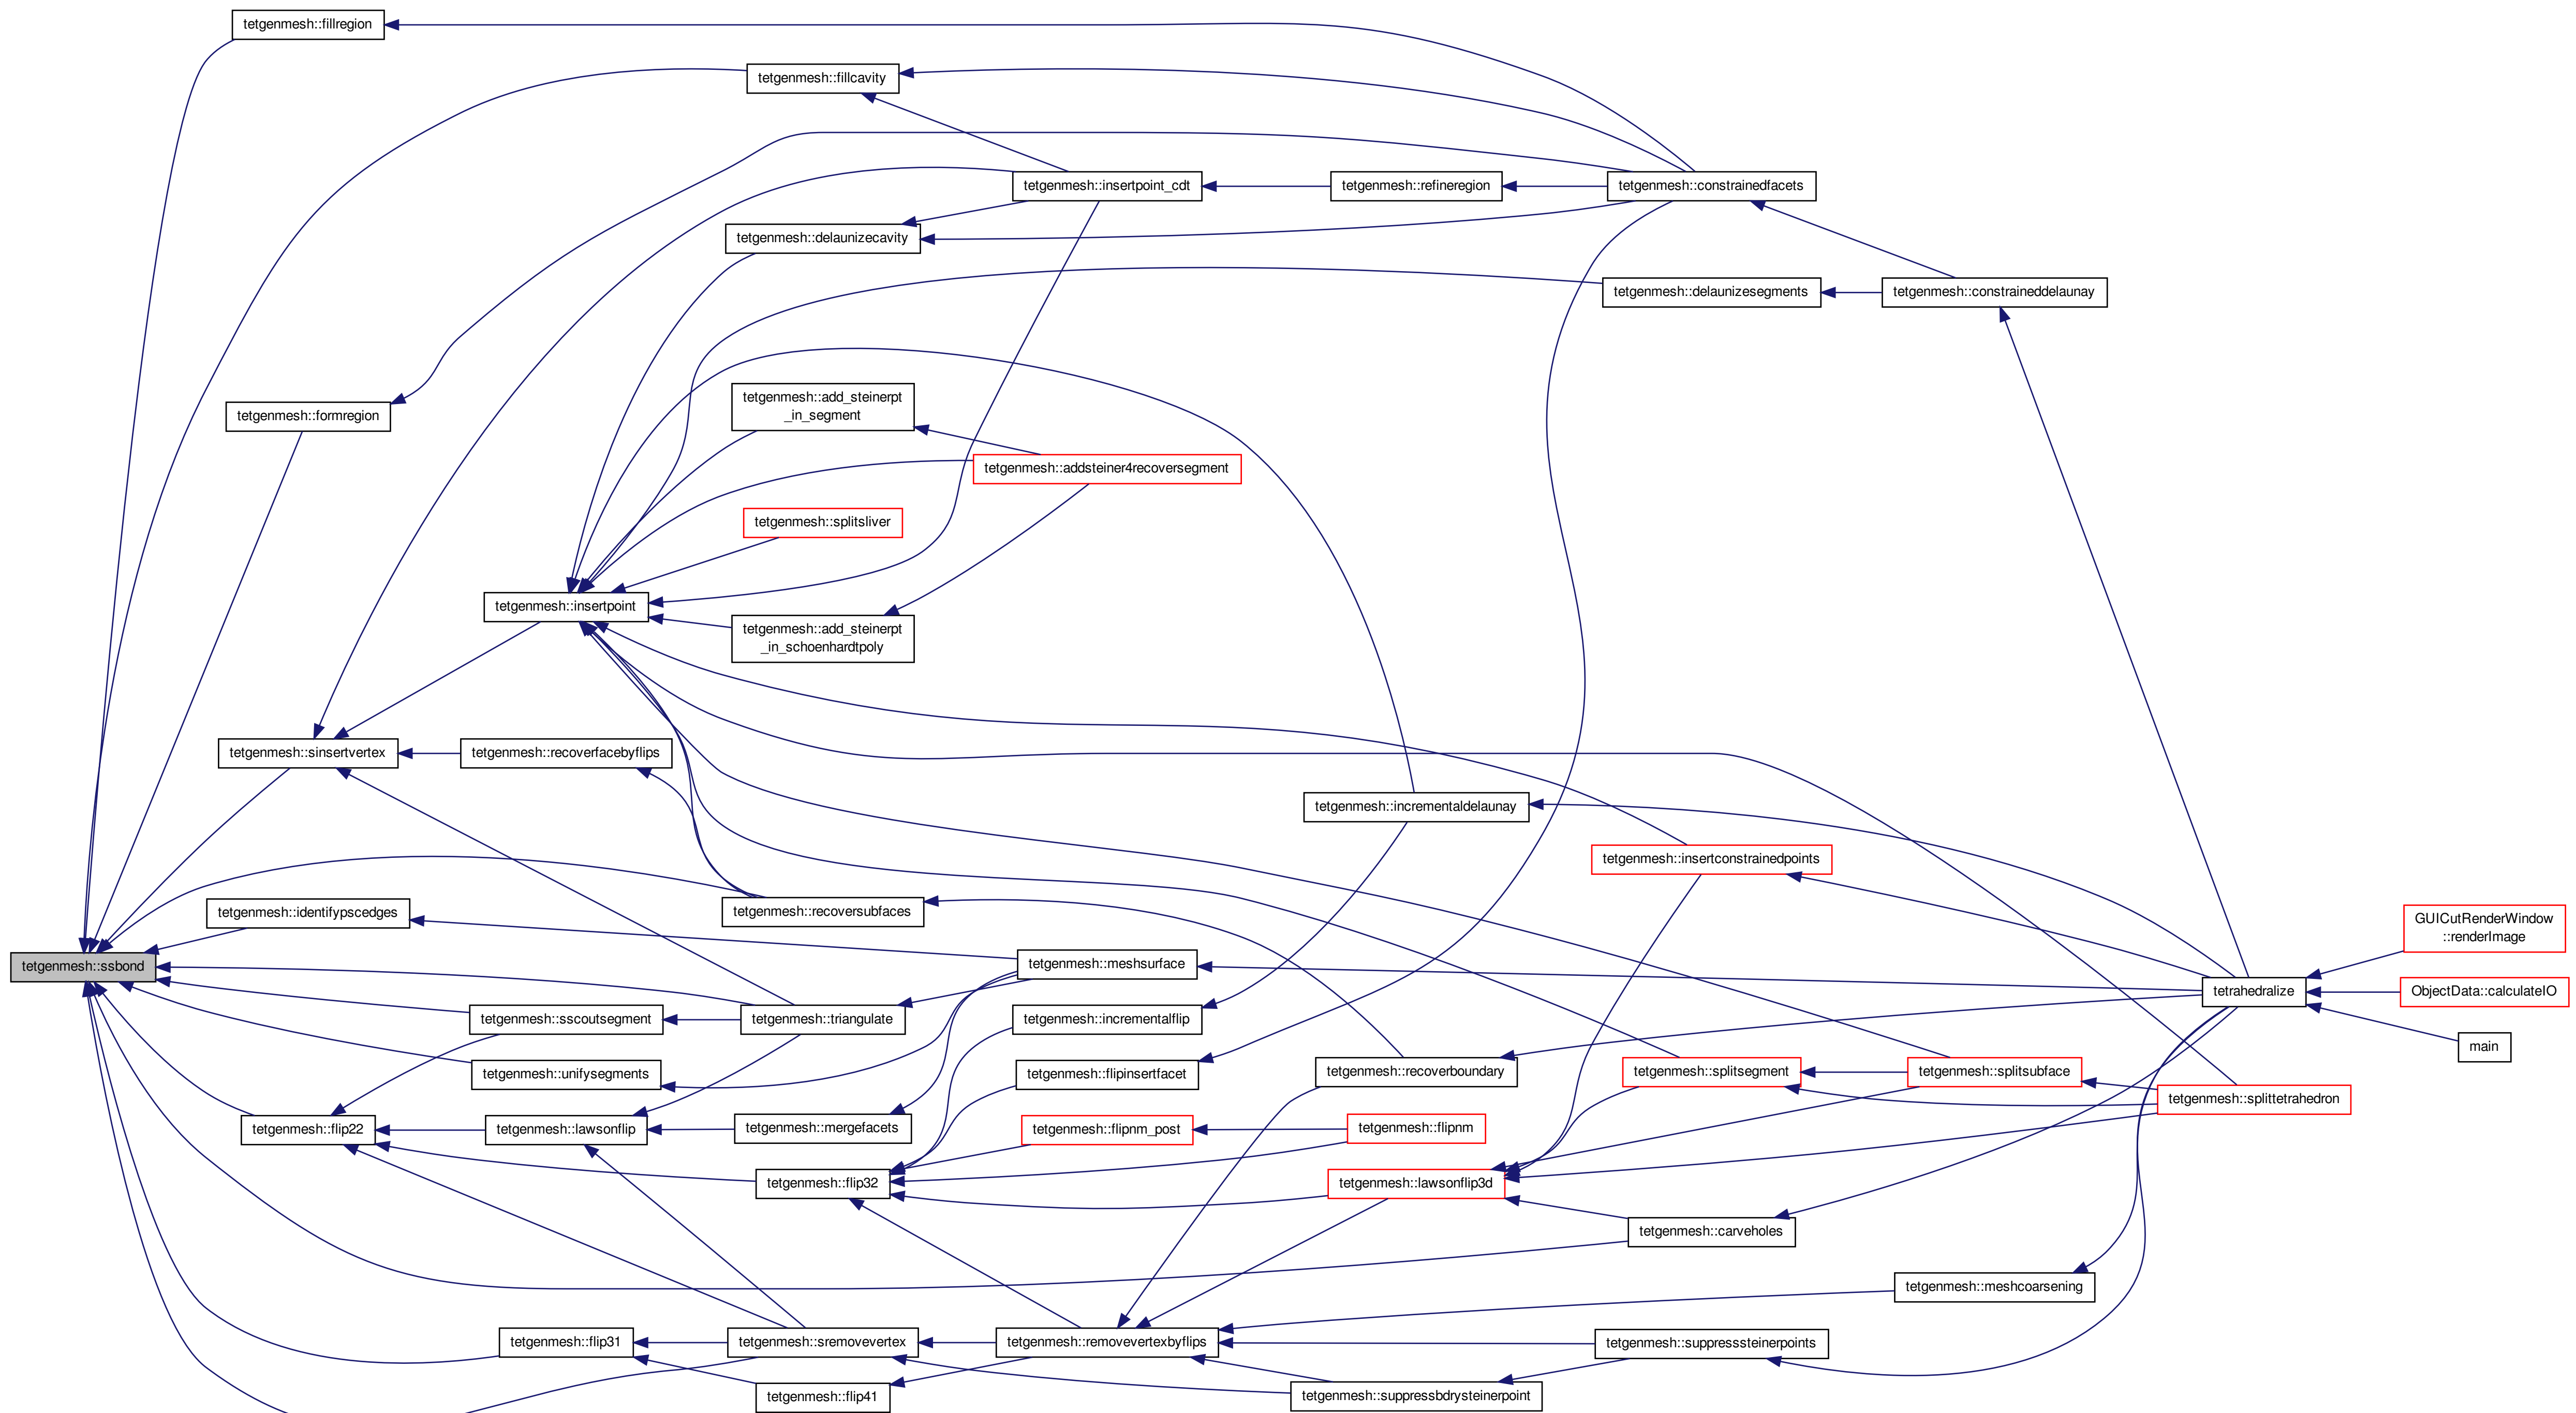 tetgenmesh::fillregion
tetgenmesh::fillcavity
tetgenmesh::insertpoint_cdt
tetgenmesh::refineregion
tetgenmesh::constrainedfacets
tetgenmesh::delaunizecavity
tetgenmesh::delaunizesegments
tetgenmesh::constraineddelaunay
tetgenmesh::add_steinerpt
_in_segment
tetgenmesh::formregion
tetgenmesh::addsteiner4recoversegment
tetgenmesh::splitsliver
tetgenmesh::insertpoint
tetgenmesh::add_steinerpt
_in_schoenhardtpoly
tetgenmesh::sinsertvertex
tetgenmesh::recoverfacebyflips
tetgenmesh::incrementaldelaunay
tetgenmesh::insertconstrainedpoints
tetgenmesh::identifypscedges
tetgenmesh::recoversubfaces
GUICutRenderWindow
::renderImage
tetgenmesh::ssbond
tetgenmesh::meshsurface
tetrahedralize
ObjectData::calculateIO
tetgenmesh::sscoutsegment
tetgenmesh::triangulate
tetgenmesh::incrementalflip
main
tetgenmesh::unifysegments
tetgenmesh::flipinsertfacet
tetgenmesh::recoverboundary
tetgenmesh::splitsegment
tetgenmesh::splitsubface
tetgenmesh::splittetrahedron
tetgenmesh::flip22
tetgenmesh::lawsonflip
tetgenmesh::mergefacets
tetgenmesh::flipnm_post
tetgenmesh::flipnm
tetgenmesh::flip32
tetgenmesh::lawsonflip3d
tetgenmesh::carveholes
tetgenmesh::meshcoarsening
tetgenmesh::flip31
tetgenmesh::sremovevertex
tetgenmesh::removevertexbyflips
tetgenmesh::suppresssteinerpoints
tetgenmesh::flip41
tetgenmesh::suppressbdrysteinerpoint